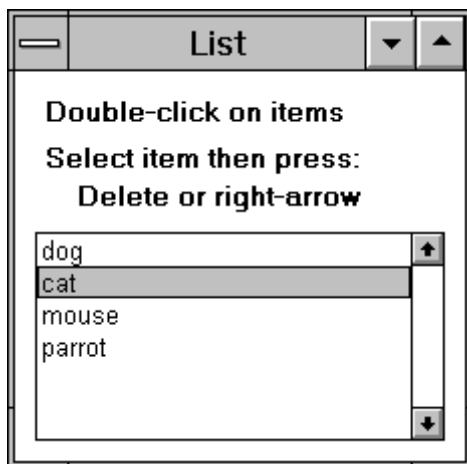 List
Double-click on items
Select item then press:
Delete or right-arrow
dog
cat
mouse
parrot